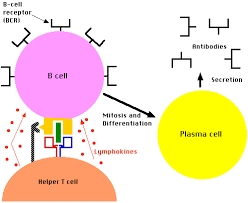 B-cell
receptor
(BCR)
B cell
Antibodies
Secretion
Mitosis and
Differentiation
Plasma cell
Lymphokines
Helper T cell